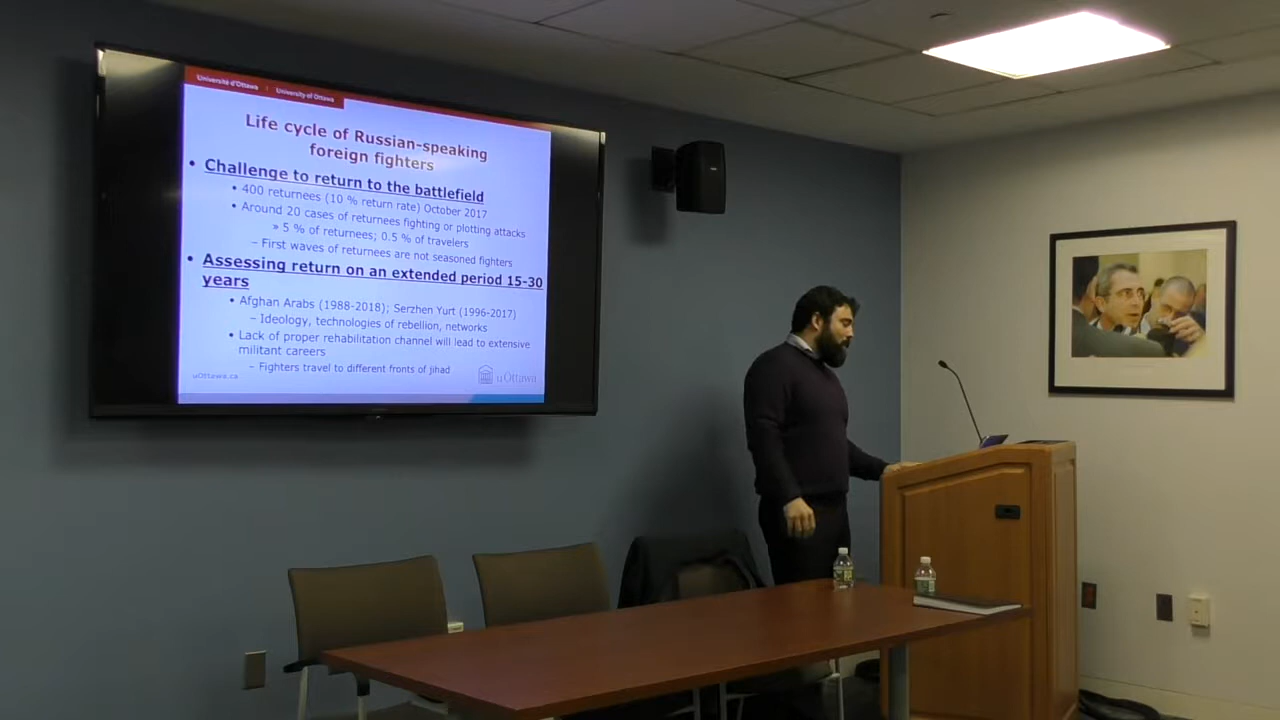 Université d'Ottawa | University of Ottawa
Life cycle of Russian-speaking
foreign fighters
• Challenge to return to the battlefield
• 400 returnees (10 % return rate) October 2017
• Around 20 cases of returnees fighting or plotting attacks
» 5 % of returnees; 0.5 % of travelers
– First waves of returnees are not seasoned fighters
• Assessing return on an extended period 15-30
years
• Afghan Arabs (1988-2018); Serzhen Yurt (1996-2017)
– Ideology, technologies of rebellion, networks
• Lack of proper rehabilitation channel will lead to extensive
militant careers
– Fighters travel to different fronts of jihad
uOttawa.ca
uOttawa